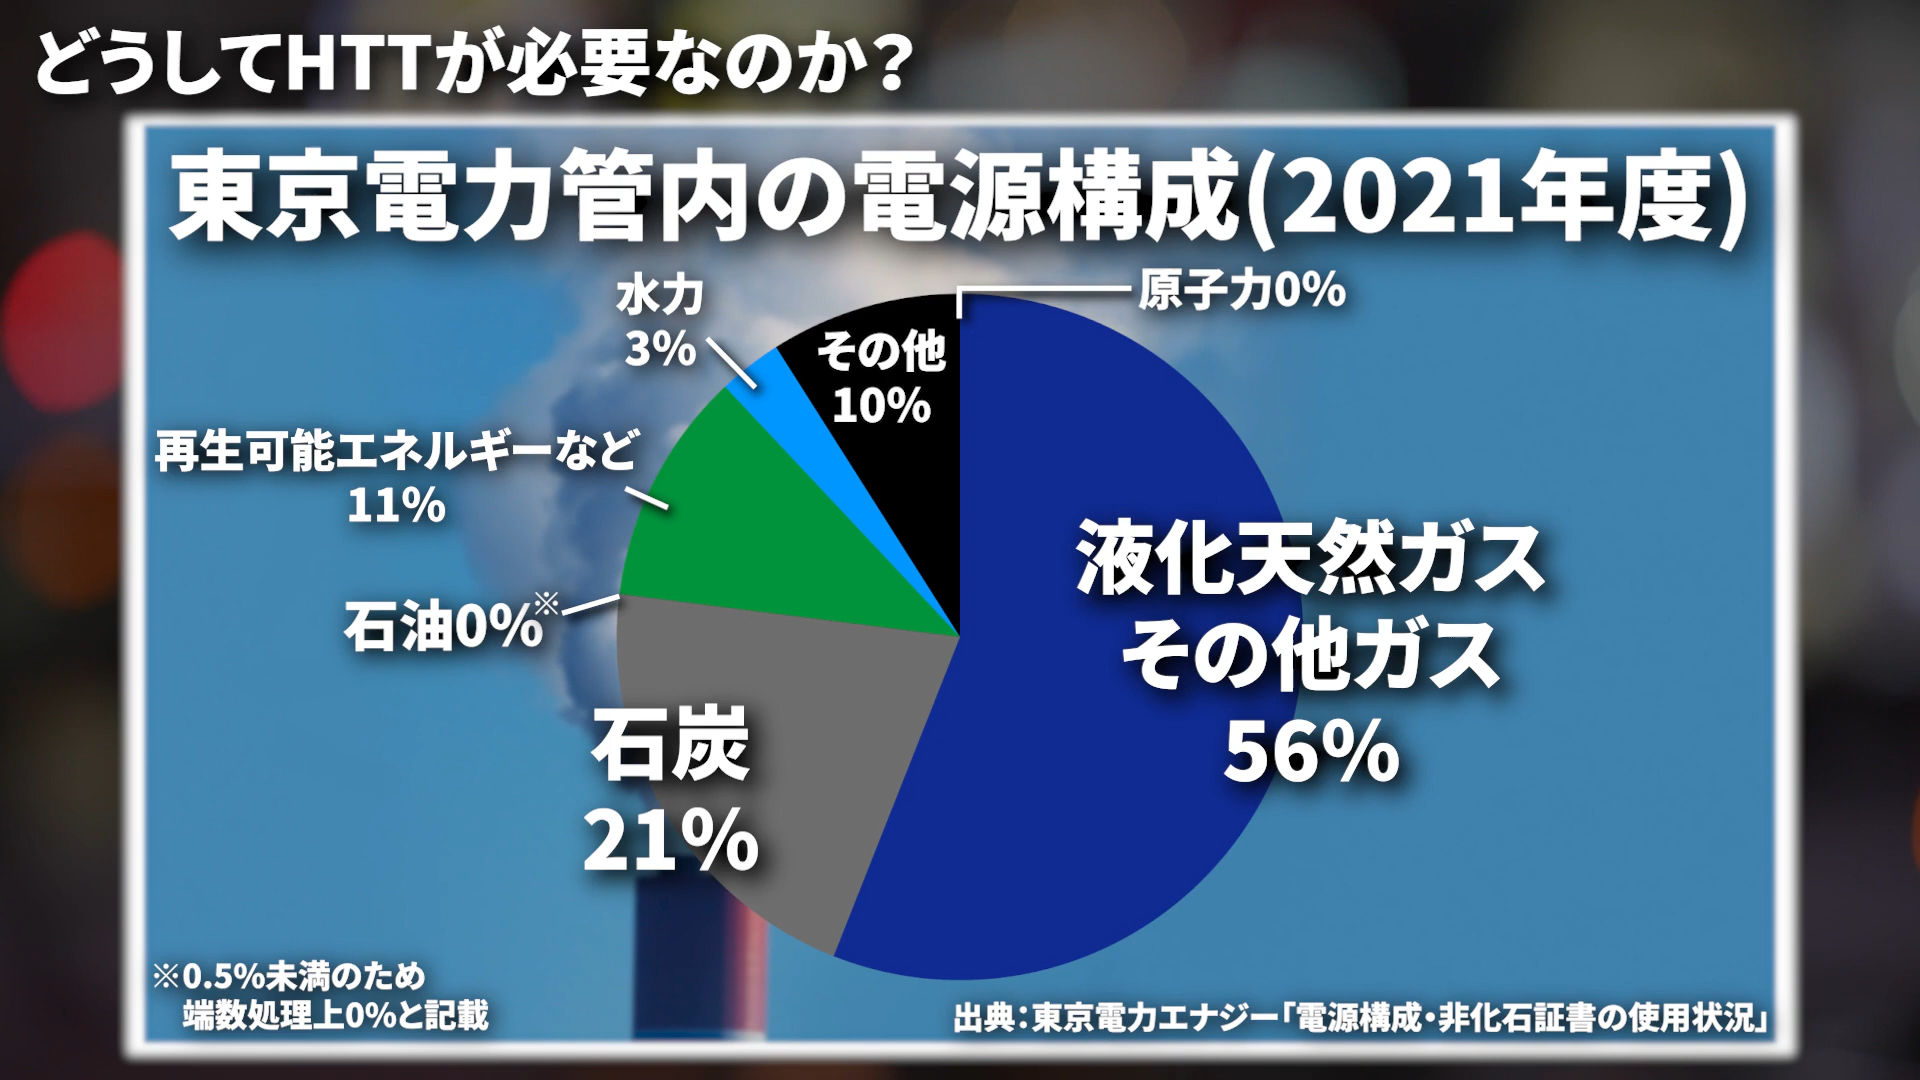 どうしてHTTが必要なのか?
東京電力管内の電源構成(2021年度)
原子力0%
水力
3%
その他
10%
再生可能エネルギーなど
11%
液化天然ガス
その他ガス
56%
石油0%※
石炭
21%
※0.5%未満のため
端数処理上0%と記載
出典:東京電力エナジー「電源構成・非化石証書の使用状況」